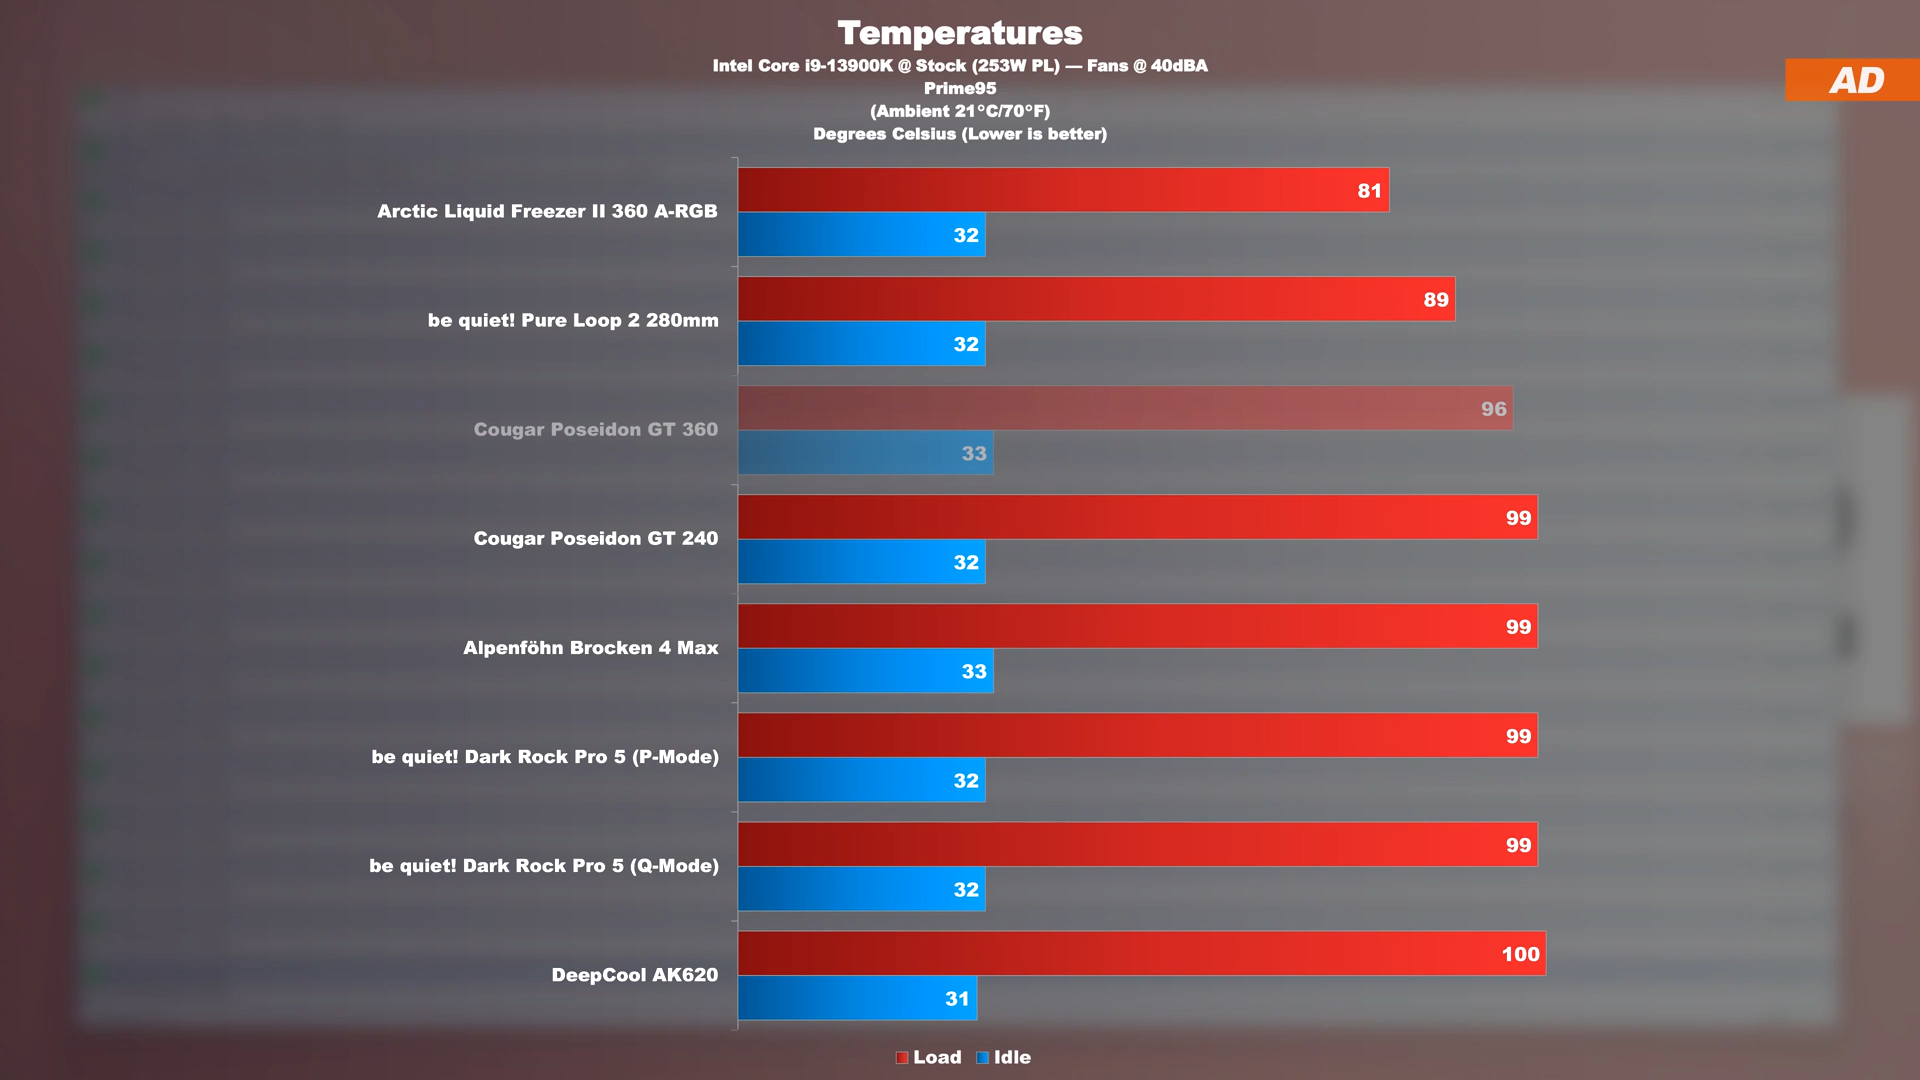 Temperatures
Intel Core i9-13900K @ Stock (253W PL) — Fans @ 40dBA
Prime95
(Ambient 21°C/70°F)
Degrees Celsius (Lower is better)
AD
Arctic Liquid Freezer II 360 A-RGB
81
32
be quiet! Pure Loop 2 280mm
89
32
Cougar Poseidon GT 360
96
33
Cougar Poseidon GT 240
99
32
Alpenföhn Brocken 4 Max
99
33
be quiet! Dark Rock Pro 5 (P-Mode)
99
32
be quiet! Dark Rock Pro 5 (Q-Mode)
99
32
DeepCool AK620
100
31
Load Idle